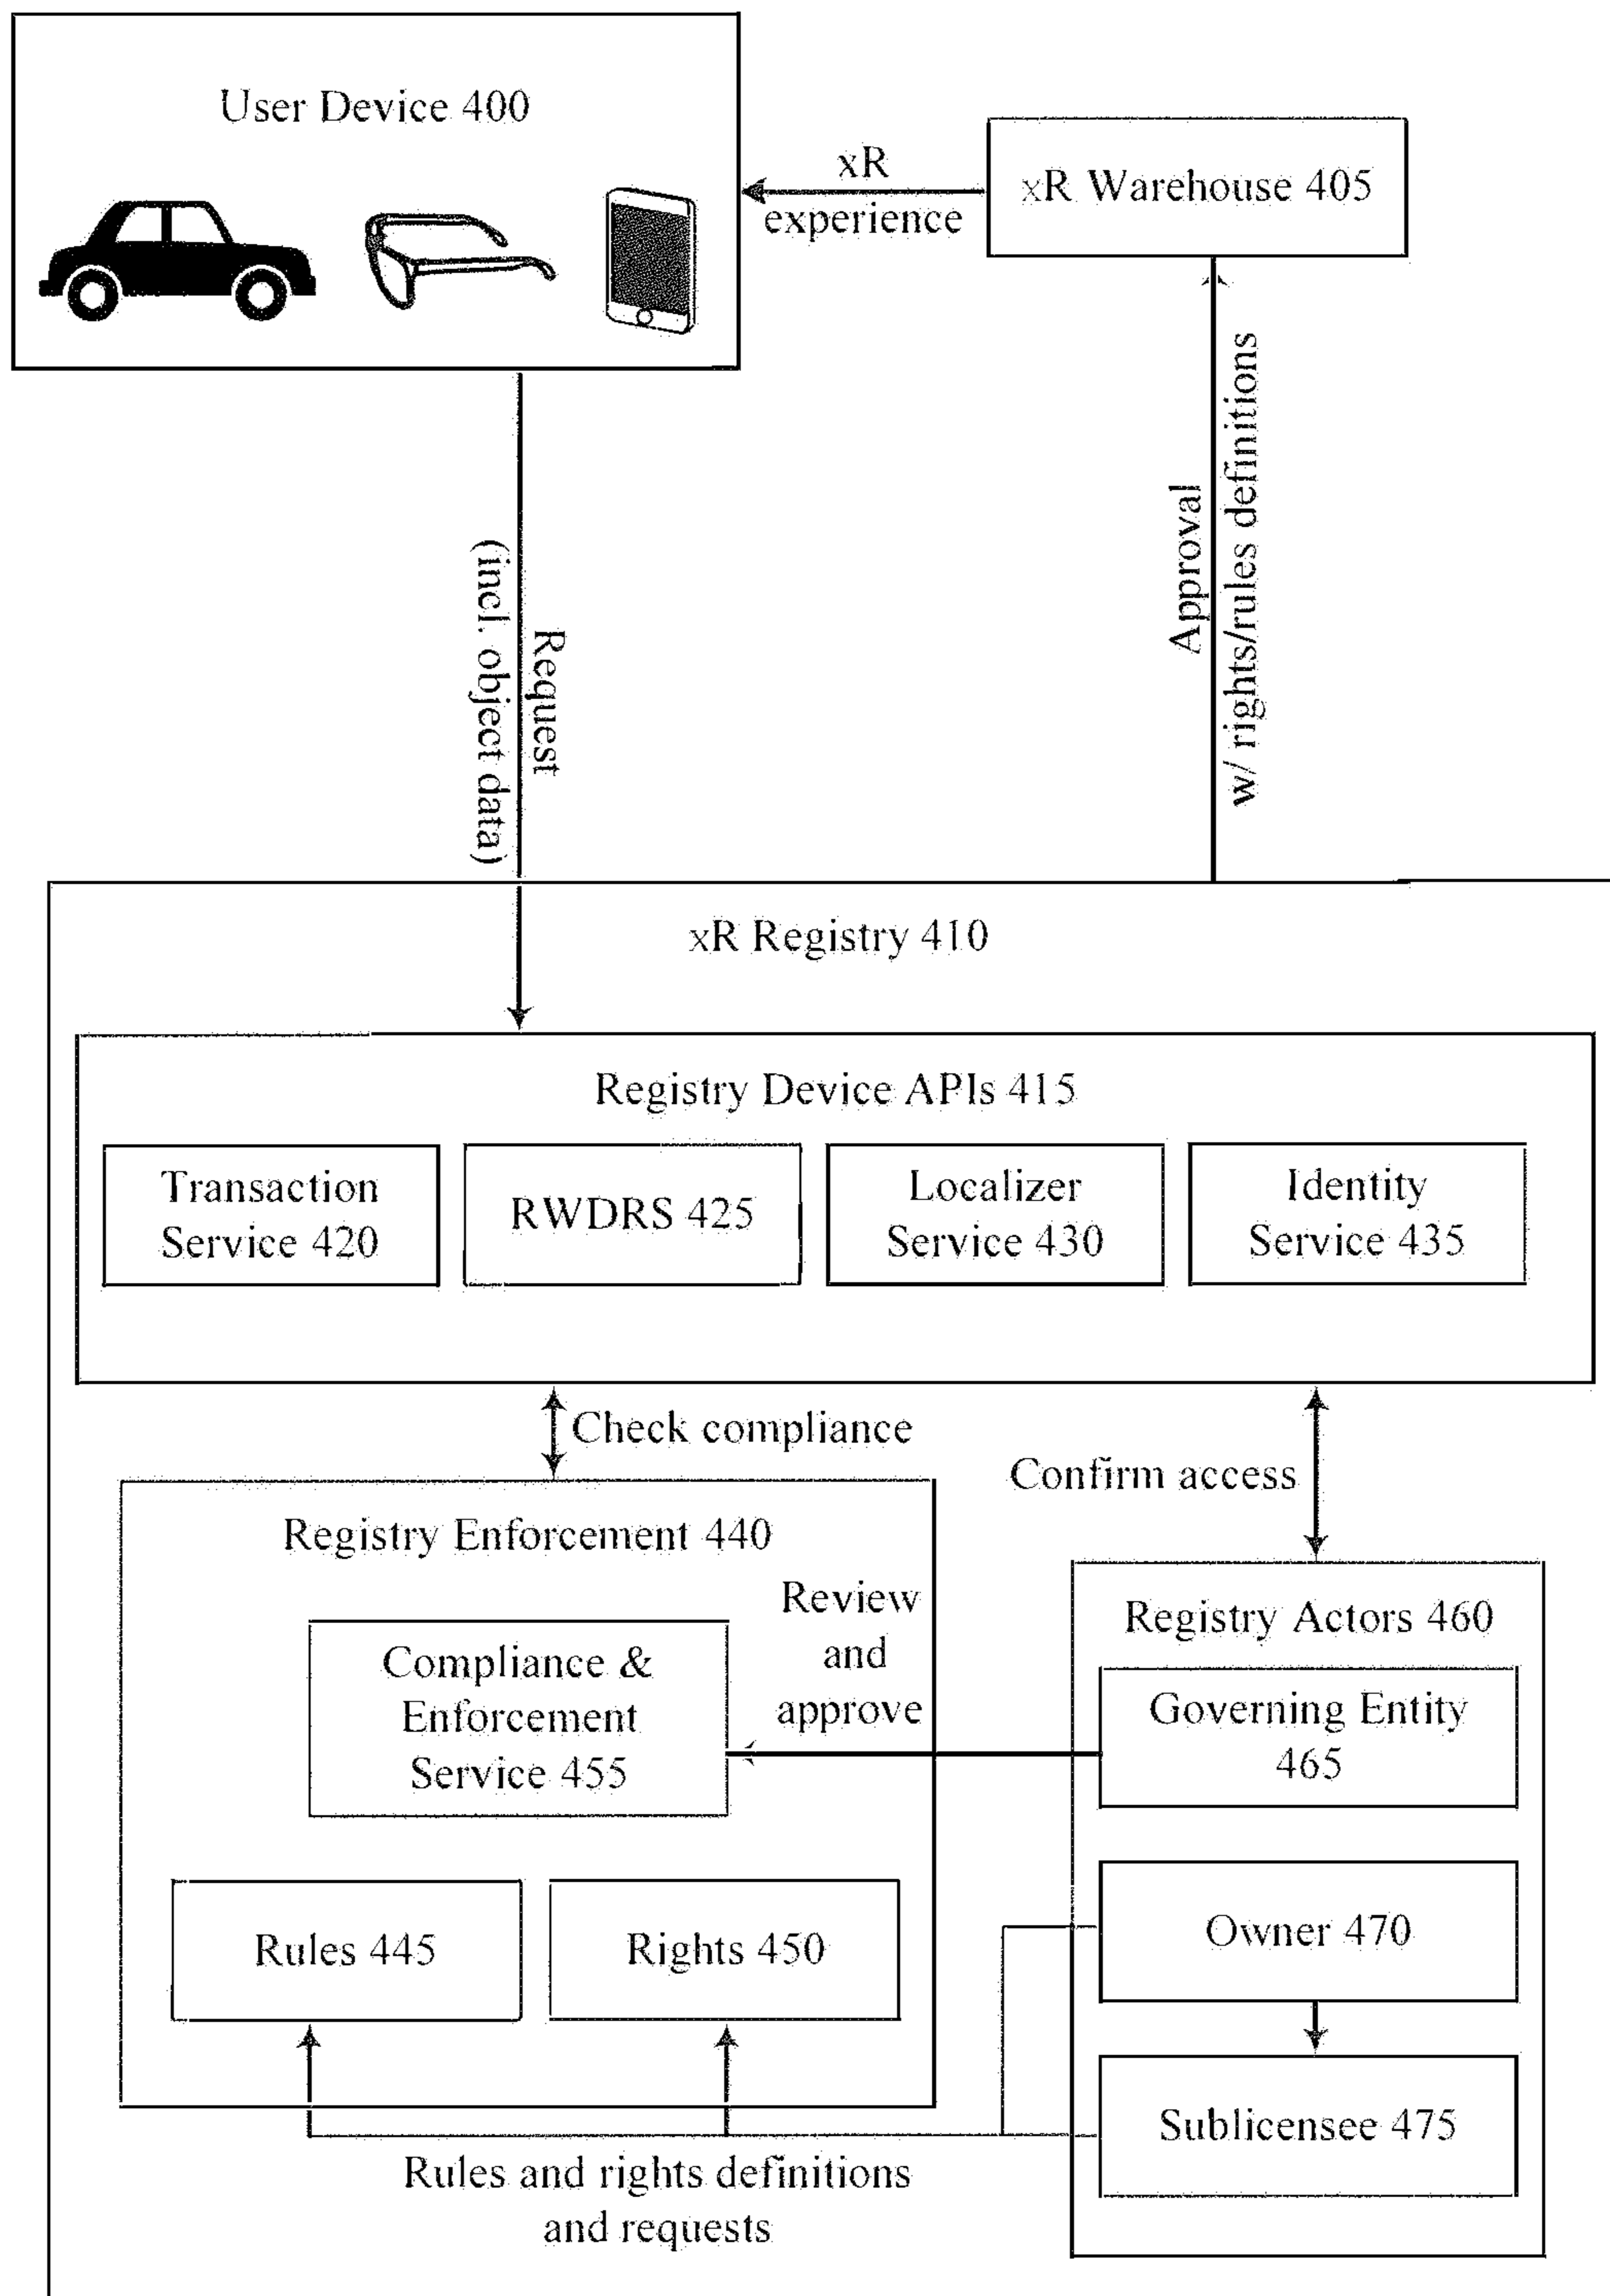 User Device 400
xR
experience
xR Warehouse 405
Request
(incl. object data)
Approval
w/ rights/rules definitions
xR Registry 410
Registry Device APIs 415
Transaction
Service 420
RWDRS 425
Localizer
Service 430
Identity
Service 435
Check compliance
Confirm access
Registry Enforcement 440
Compliance &
Enforcement
Service 455
Review
and
approve
Rules 445
Rights 450
Registry Actors 460
Governing Entity
465
Owner 470
Sublicensee 475
Rules and rights definitions
and requests